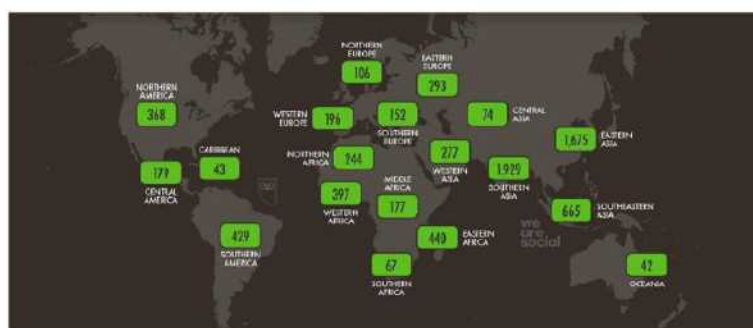 NORTHERN
EUROPE
106
EASTERN
EUROPE
293
NORTHERN
AMERICA
368
WESTERN
EUROPE
196
152
SOUTHERN
EUROPE
74
CENTRAL
ASIA
1,675
EASTERN
ASIA
CARIBBEAN
43
179
CENTRAL
AMERICA
NORTHERN
AFRICA
244
277
WESTERN
ASIA
1,929
SOUTHERN
ASIA
397
WESTERN
AFRICA
MIDDLE
AFRICA
177
665
SOUTHEASTERN
ASIA
we
are
social
429
SOUTHERN
AMERICA
440
EASTERN
AFRICA
67
SOUTHERN
AFRICA
42
OCEANIA